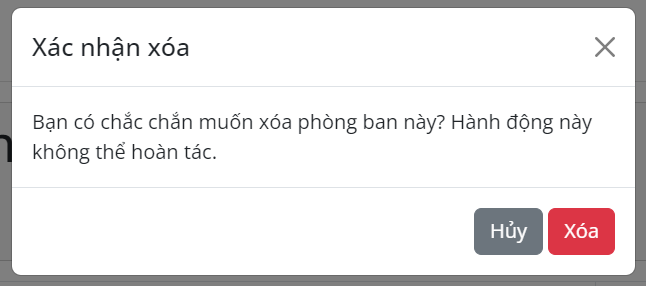 Xác nhận xóa
Bạn có chắc chắn muốn xóa phòng ban này? Hành động này
không thể hoàn tác.
Hủy Xóa